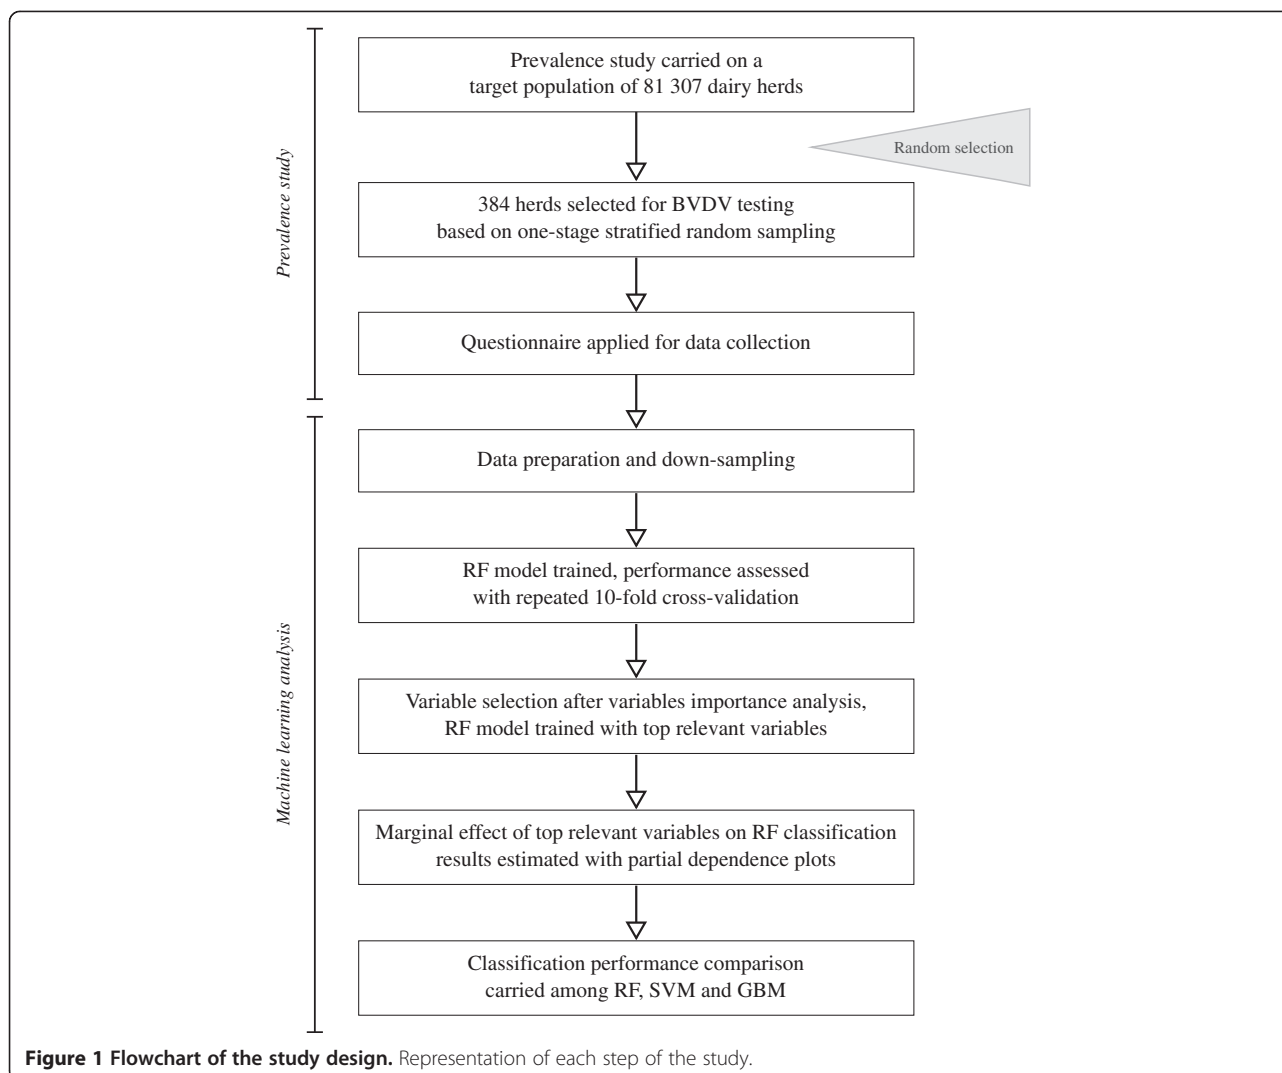 Prevalence study carried on a
target population of 81 307 dairy herds
Random selection
Prevalence study
384 herds selected for BVDV testing
based on one-stage stratified random sampling
Questionnaire applied for data collection
Data preparation and down-sampling
RF model trained, performance assessed
with repeated 10-fold cross-validation
Machine learning analysis
Variable selection after variables importance analysis,
RF model trained with top relevant variables
Marginal effect of top relevant variables on RF classification
results estimated with partial dependence plots
Classification performance comparison
carried among RF, SVM and GBM
Figure 1 Flowchart of the study design. Representation of each step of the study.